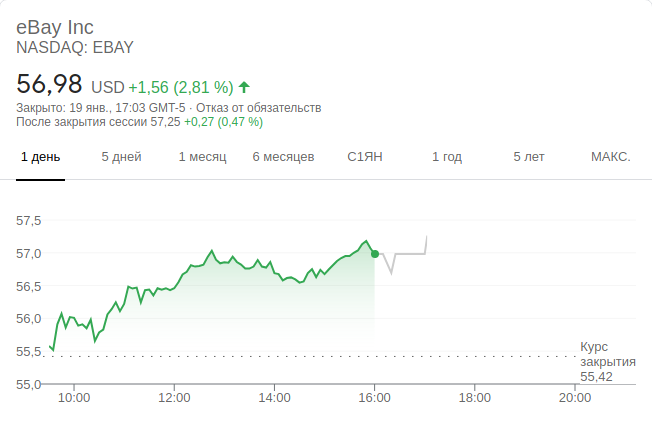 eBay Inc
NASDAQ: EBAY
56,98 USD +1,56 (2,81 %)
Закрыто: 19 янв., 17:03 GMT-5 · Отказ от обязательств
После закрытия сессии 57,25 +0,27 (0,47 %)
1 день 5 дней 1 месяц 6 месяцев С1ЯН 1 год 5 лет МАКС.
57,5
57,0
56,5
56,0
55,5
55,0
Курс
закрытия
55,42
10:00 12:00 14:00 16:00 18:00 20:00